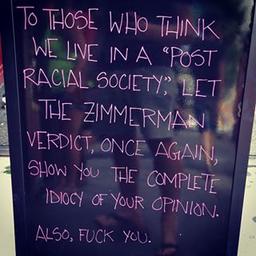 TO THOSE WHO THINK
WE LIVE IN A "POST
RACIAL SOCIETY," LET
THE ZIMMERMAN
VERDICT, ONCE AGAIN,
SHOW YOU THE COMPLETE
IDIOCY OF YOUR OPINION.
ALSO, FUCK YOU.